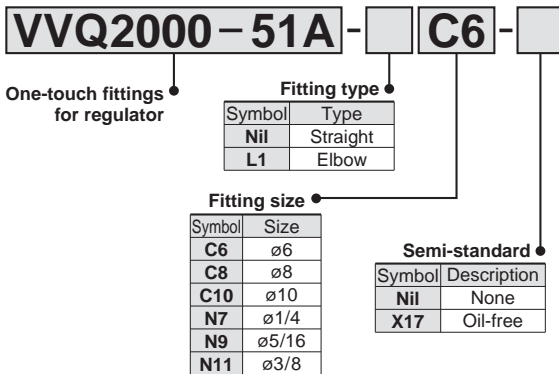 VVQ2000 – 51A - C6 -
One-touch fittings
for regulator
Fitting type
Symbol Type
Nil Straight
L1 Elbow
Fitting size
Symbol Size
C6 ø6
C8 ø8
C10 ø10
N7 ø1/4
N9 ø5/16
N11 ø3/8
Semi-standard
Symbol Description
Nil None
X17 Oil-free